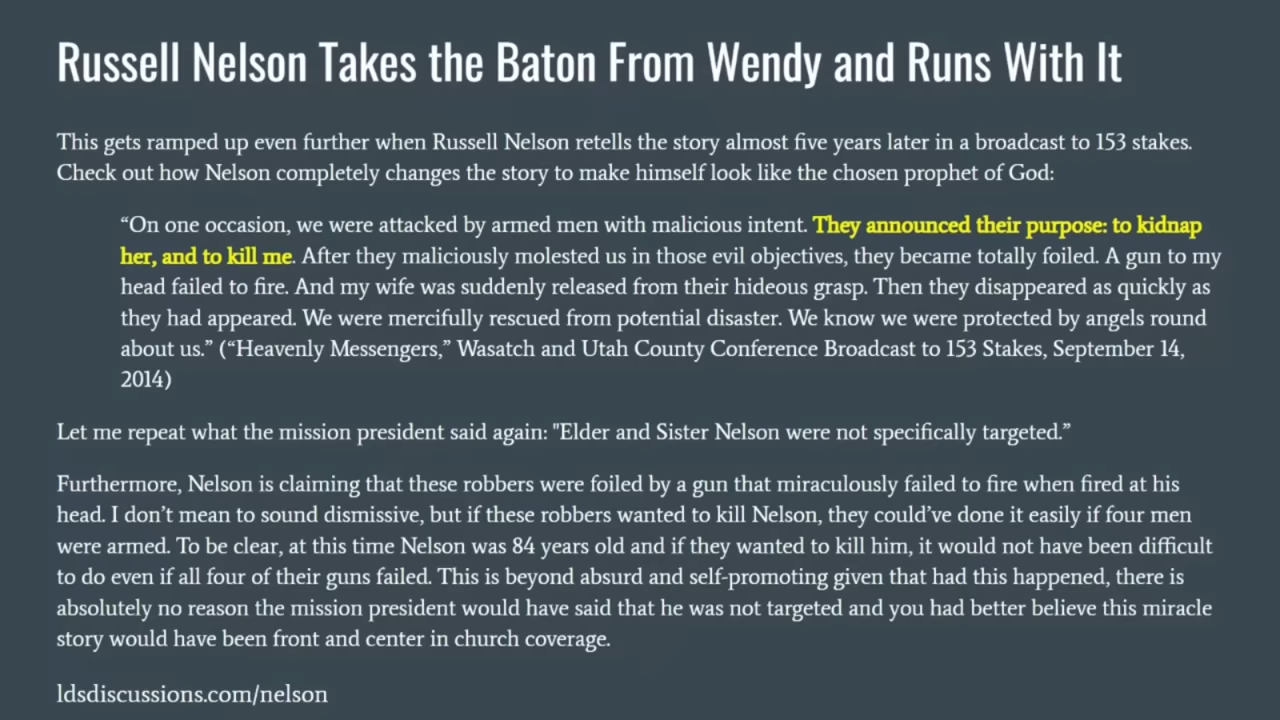 Russell Nelson Takes the Baton From Wendy and Runs With It
This gets ramped up even further when Russell Nelson retells the story almost five years later in a broadcast to 153 stakes.
Check out how Nelson completely changes the story to make himself look like the chosen prophet of God:
“On one occasion, we were attacked by armed men with malicious intent. They announced their purpose: to kidnap
her, and to kill me. After they maliciously molested us in those evil objectives, they became totally foiled. A gun to my
head failed to fire. And my wife was suddenly released from their hideous grasp. Then they disappeared as quickly as
they had appeared. We were mercifully rescued from potential disaster. We know we were protected by angels round
about us.” (“Heavenly Messengers,” Wasatch and Utah County Conference Broadcast to 153 Stakes, September 14,
2014)
Let me repeat what the mission president said again: "Elder and Sister Nelson were not specifically targeted.”
Furthermore, Nelson is claiming that these robbers were foiled by a gun that miraculously failed to fire when fired at his
head. I don’t mean to sound dismissive, but if these robbers wanted to kill Nelson, they could’ve done it easily if four men
were armed. To be clear, at this time Nelson was 84 years old and if they wanted to kill him, it would not have been difficult
to do even if all four of their guns failed. This is beyond absurd and self-promoting given that had this happened, there is
absolutely no reason the mission president would have said that he was not targeted and you had better believe this miracle
story would have been front and center in church coverage.
ldsdiscussions.com/nelson